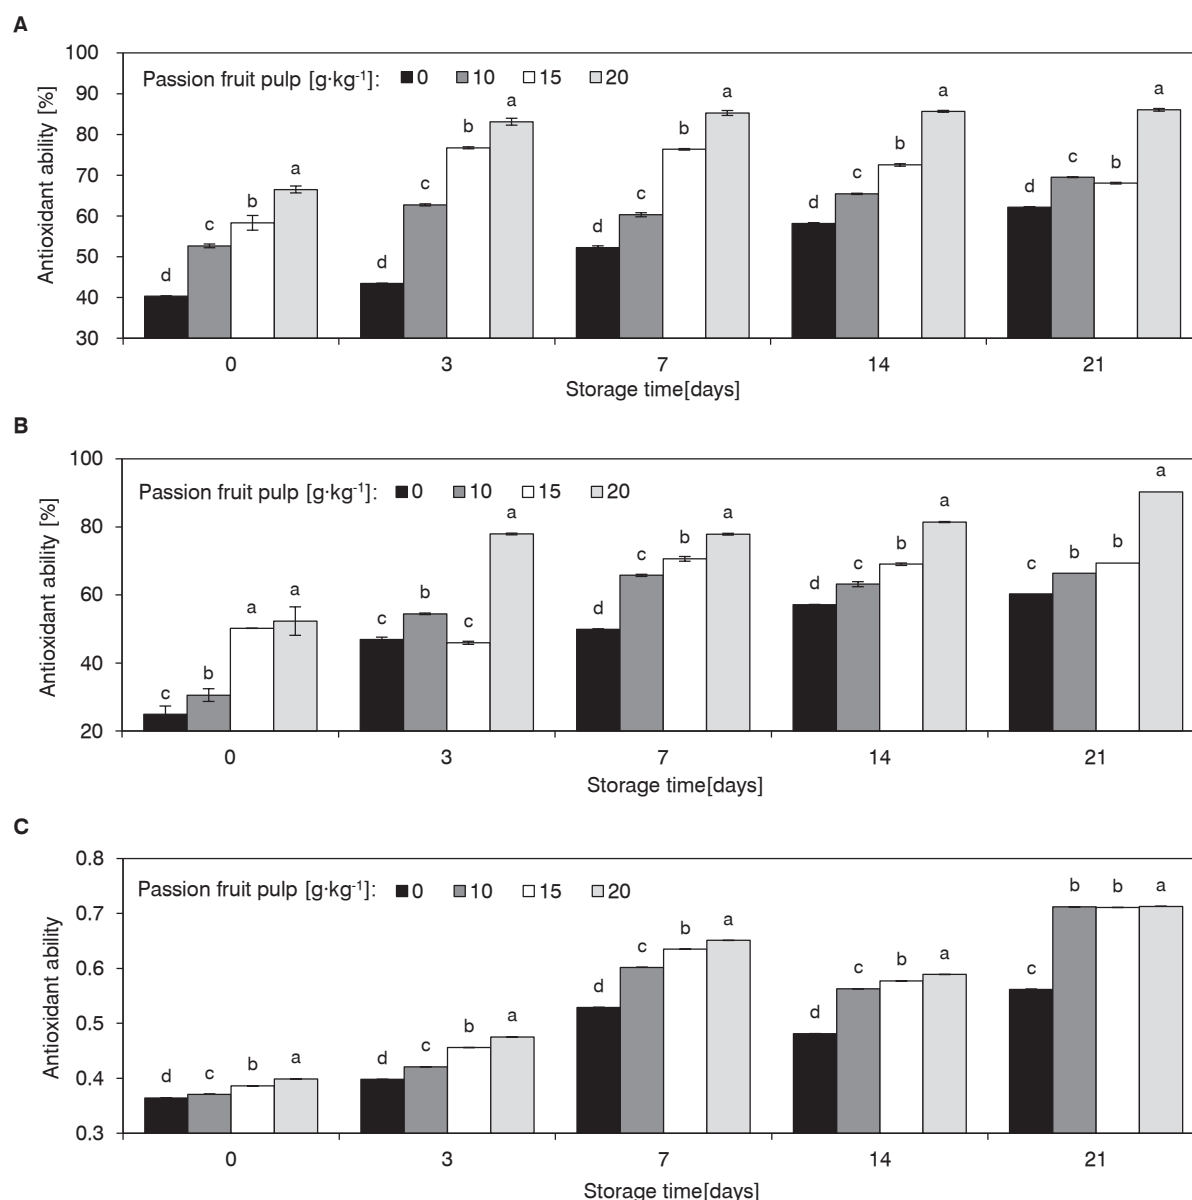 A
100
Passion fruit pulp [g·kg-1]: 0 10 15 20
90
80
70
60
50
40
30
Antioxidant ability [%]
d c b a d c b a d c b a d c b a d c b a
0 3 7 14 21
Storage time[days]
B
100
Passion fruit pulp [g·kg-1]: 0 10 15 20
80
60
40
20
Antioxidant ability [%]
c b a a c b c a d c b a d c b a c b b a
0 3 7 14 21
Storage time[days]
C
0.8
Passion fruit pulp [g·kg-1]: 0 10 15 20
0.7
0.6
0.5
0.4
0.3
Antioxidant ability
d c b a d c b a d c b a d c b a c b b a
0 3 7 14 21
Storage time[days]